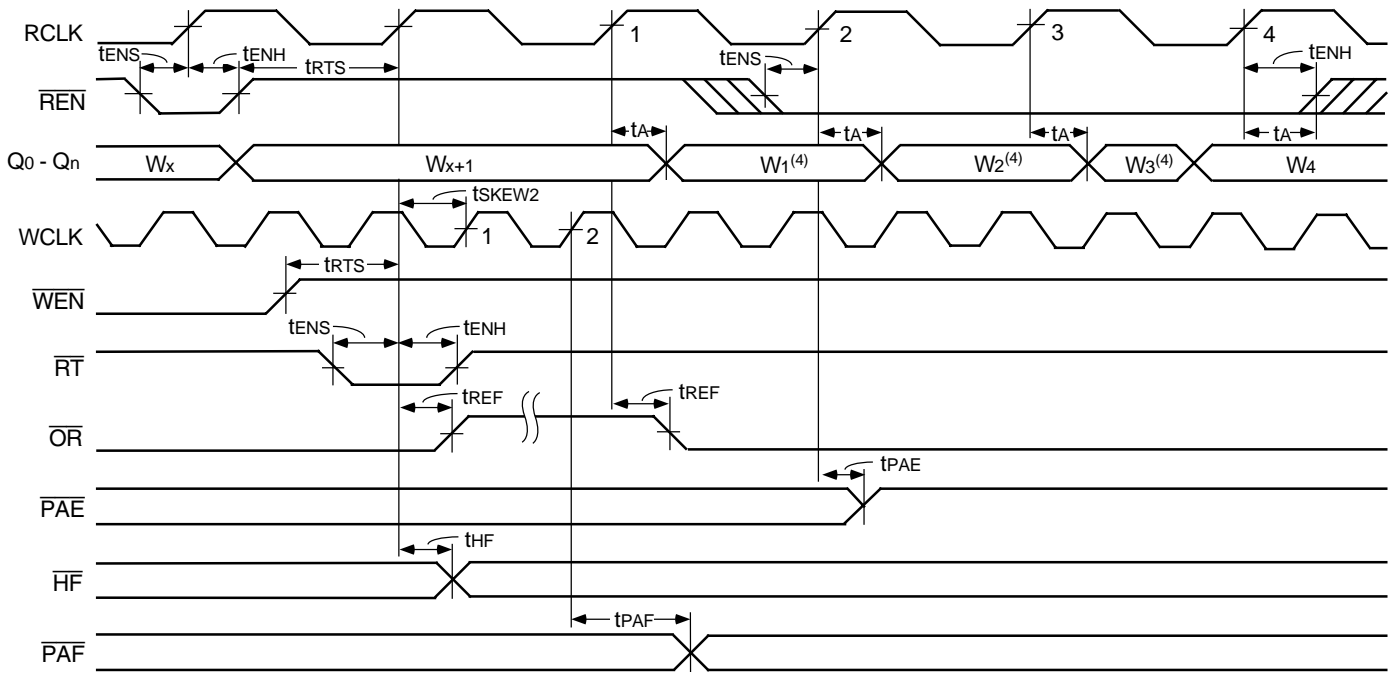 RCLK 1 2 3 4
tENS tENH tRTS tENS tENH
REN
tA tA tA tA
Q0 - Qn Wx Wx+1 W1(4) W2(4) W3(4) W4
tSKEW2
WCLK 1 2
tRTS
WEN
tENS tENH
RT
tREF tREF
OR
tPAE
PAE
tHF
HF
tPAF
PAF